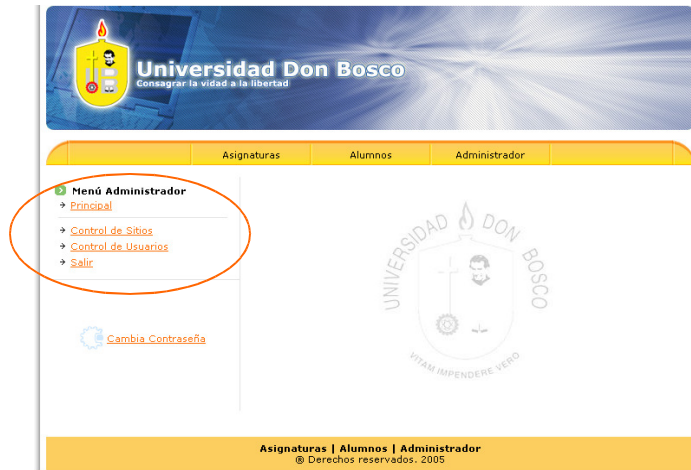 Universidad Don Bosco
Consagrar la vidad a la libertad
Asignaturas Alumnos Administrador
Menú Administrador
Principal
Control de Sitios
Control de Usuarios
Salir
Cambia Contraseña
UNIVERSIDAD DON BOSCO
VITAM IMPENDERE VERO
Asignaturas | Alumnos | Administrador
® Derechos reservados. 2005